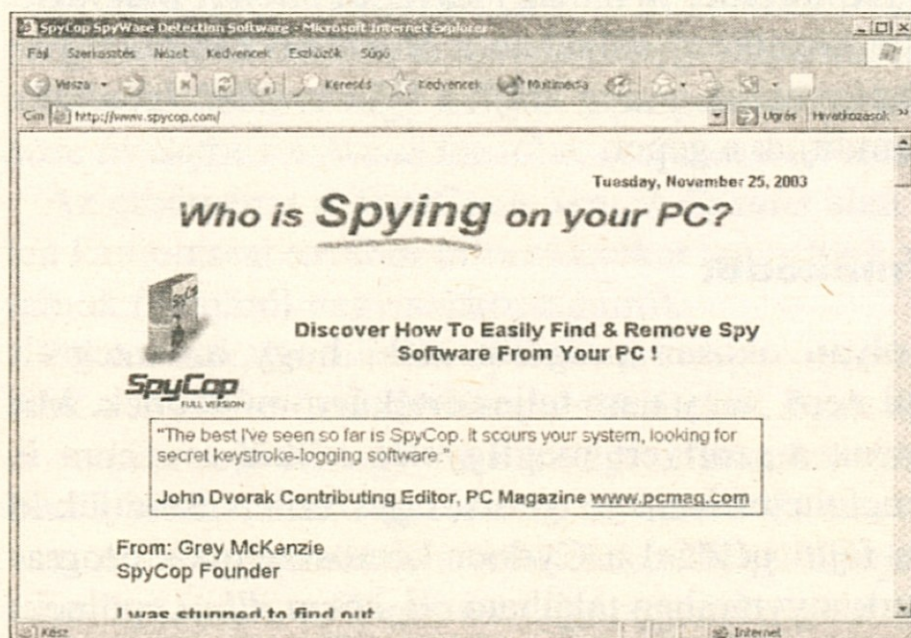 SpyCop SpyWare Detection Software - Microsoft Internet Explorer
Fájl Szerkesztés Nézet Kedvencek Eszközök Súgó
Vissza Keresés Kedvencek Multimédia
Cím http://www.spycop.com/ Ugrás Hivatkozások
Tuesday, November 25, 2003
Who is Spying on your PC?
Discover How To Easily Find & Remove Spy
Software From Your PC !
SpyCop
FULL VERSION
"The best I've seen so far is SpyCop. It scours your system, looking for
secret keystroke-logging software."
John Dvorak Contributing Editor, PC Magazine www.pcmag.com
From: Grey McKenzie
SpyCop Founder
I was stunned to find out
Kész Internet